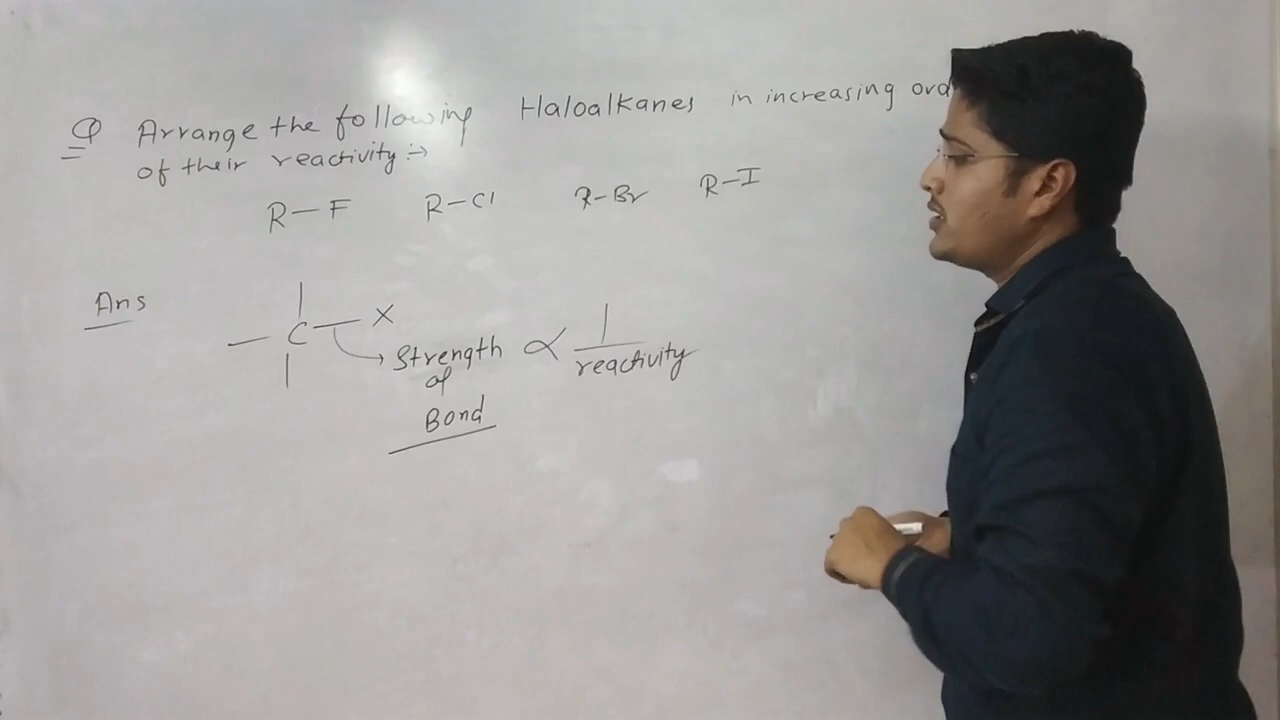 Q Arrange the following Haloalkanes in increasing ord
of their reactivity :→
R—F R—Cl R—Br R—I
Ans
—C—X
Strength ∝ 1/reactivity
of
Bond